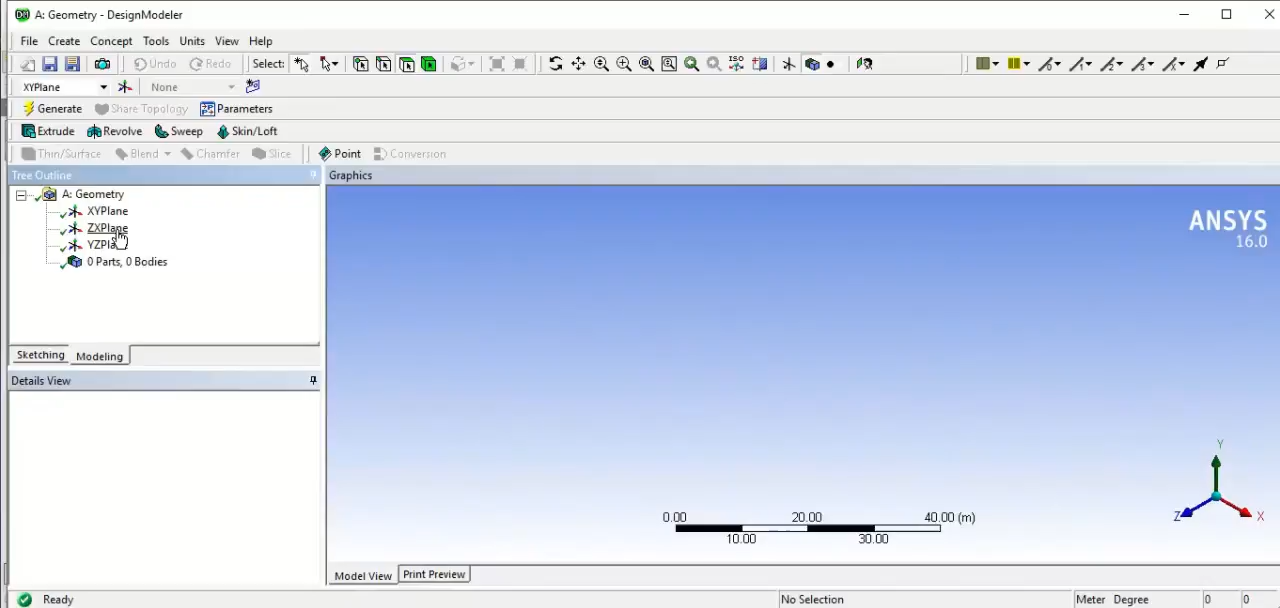 A: Geometry - DesignModeler
File Create Concept Tools Units View Help
Undo Redo Select: ISO
XYPlane None
Generate Share Topology Parameters
Extrude Revolve Sweep Skin/Loft
Thin/Surface Blend Chamfer Slice Point Conversion
Tree Outline
A: Geometry
XYPlane
ZXPlane
0 Parts, 0 Bodies
Sketching Modeling
Details View
Graphics
ANSYS
16.0
Y
Z X
0.00 20.00 40.00 (m)
10.00 30.00
Model View Print Preview
Ready No Selection Meter Degree 0 0